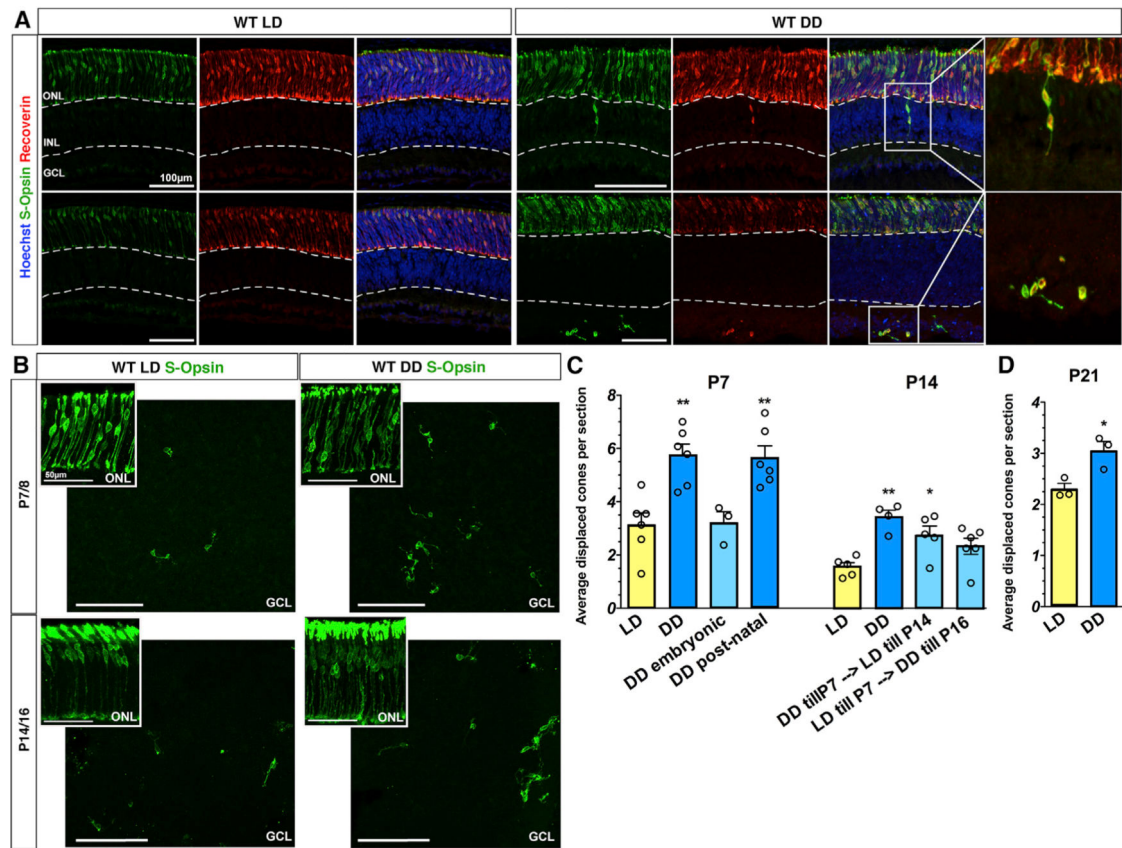 A
WT LD
WT DD
Hoechst S-Opsin Recoverin
ONL
INL
GCL
100µm
B
WT LD S-Opsin
WT DD S-Opsin
P7/8
50µm
ONL
GCL
ONL
GCL
P14/16
ONL
GCL
ONL
GCL
C
P7
P14
Average displaced cones per section
8
6
4
2
0
**
**
**
*
LD
DD
DD embryonic
DD post-natal
LD
DD
DD tillP7 --> LD till P14
LD till P7 --> DD till P16
D
P21
Average displaced cones per section
4
3
2
1
0
*
LD
DD